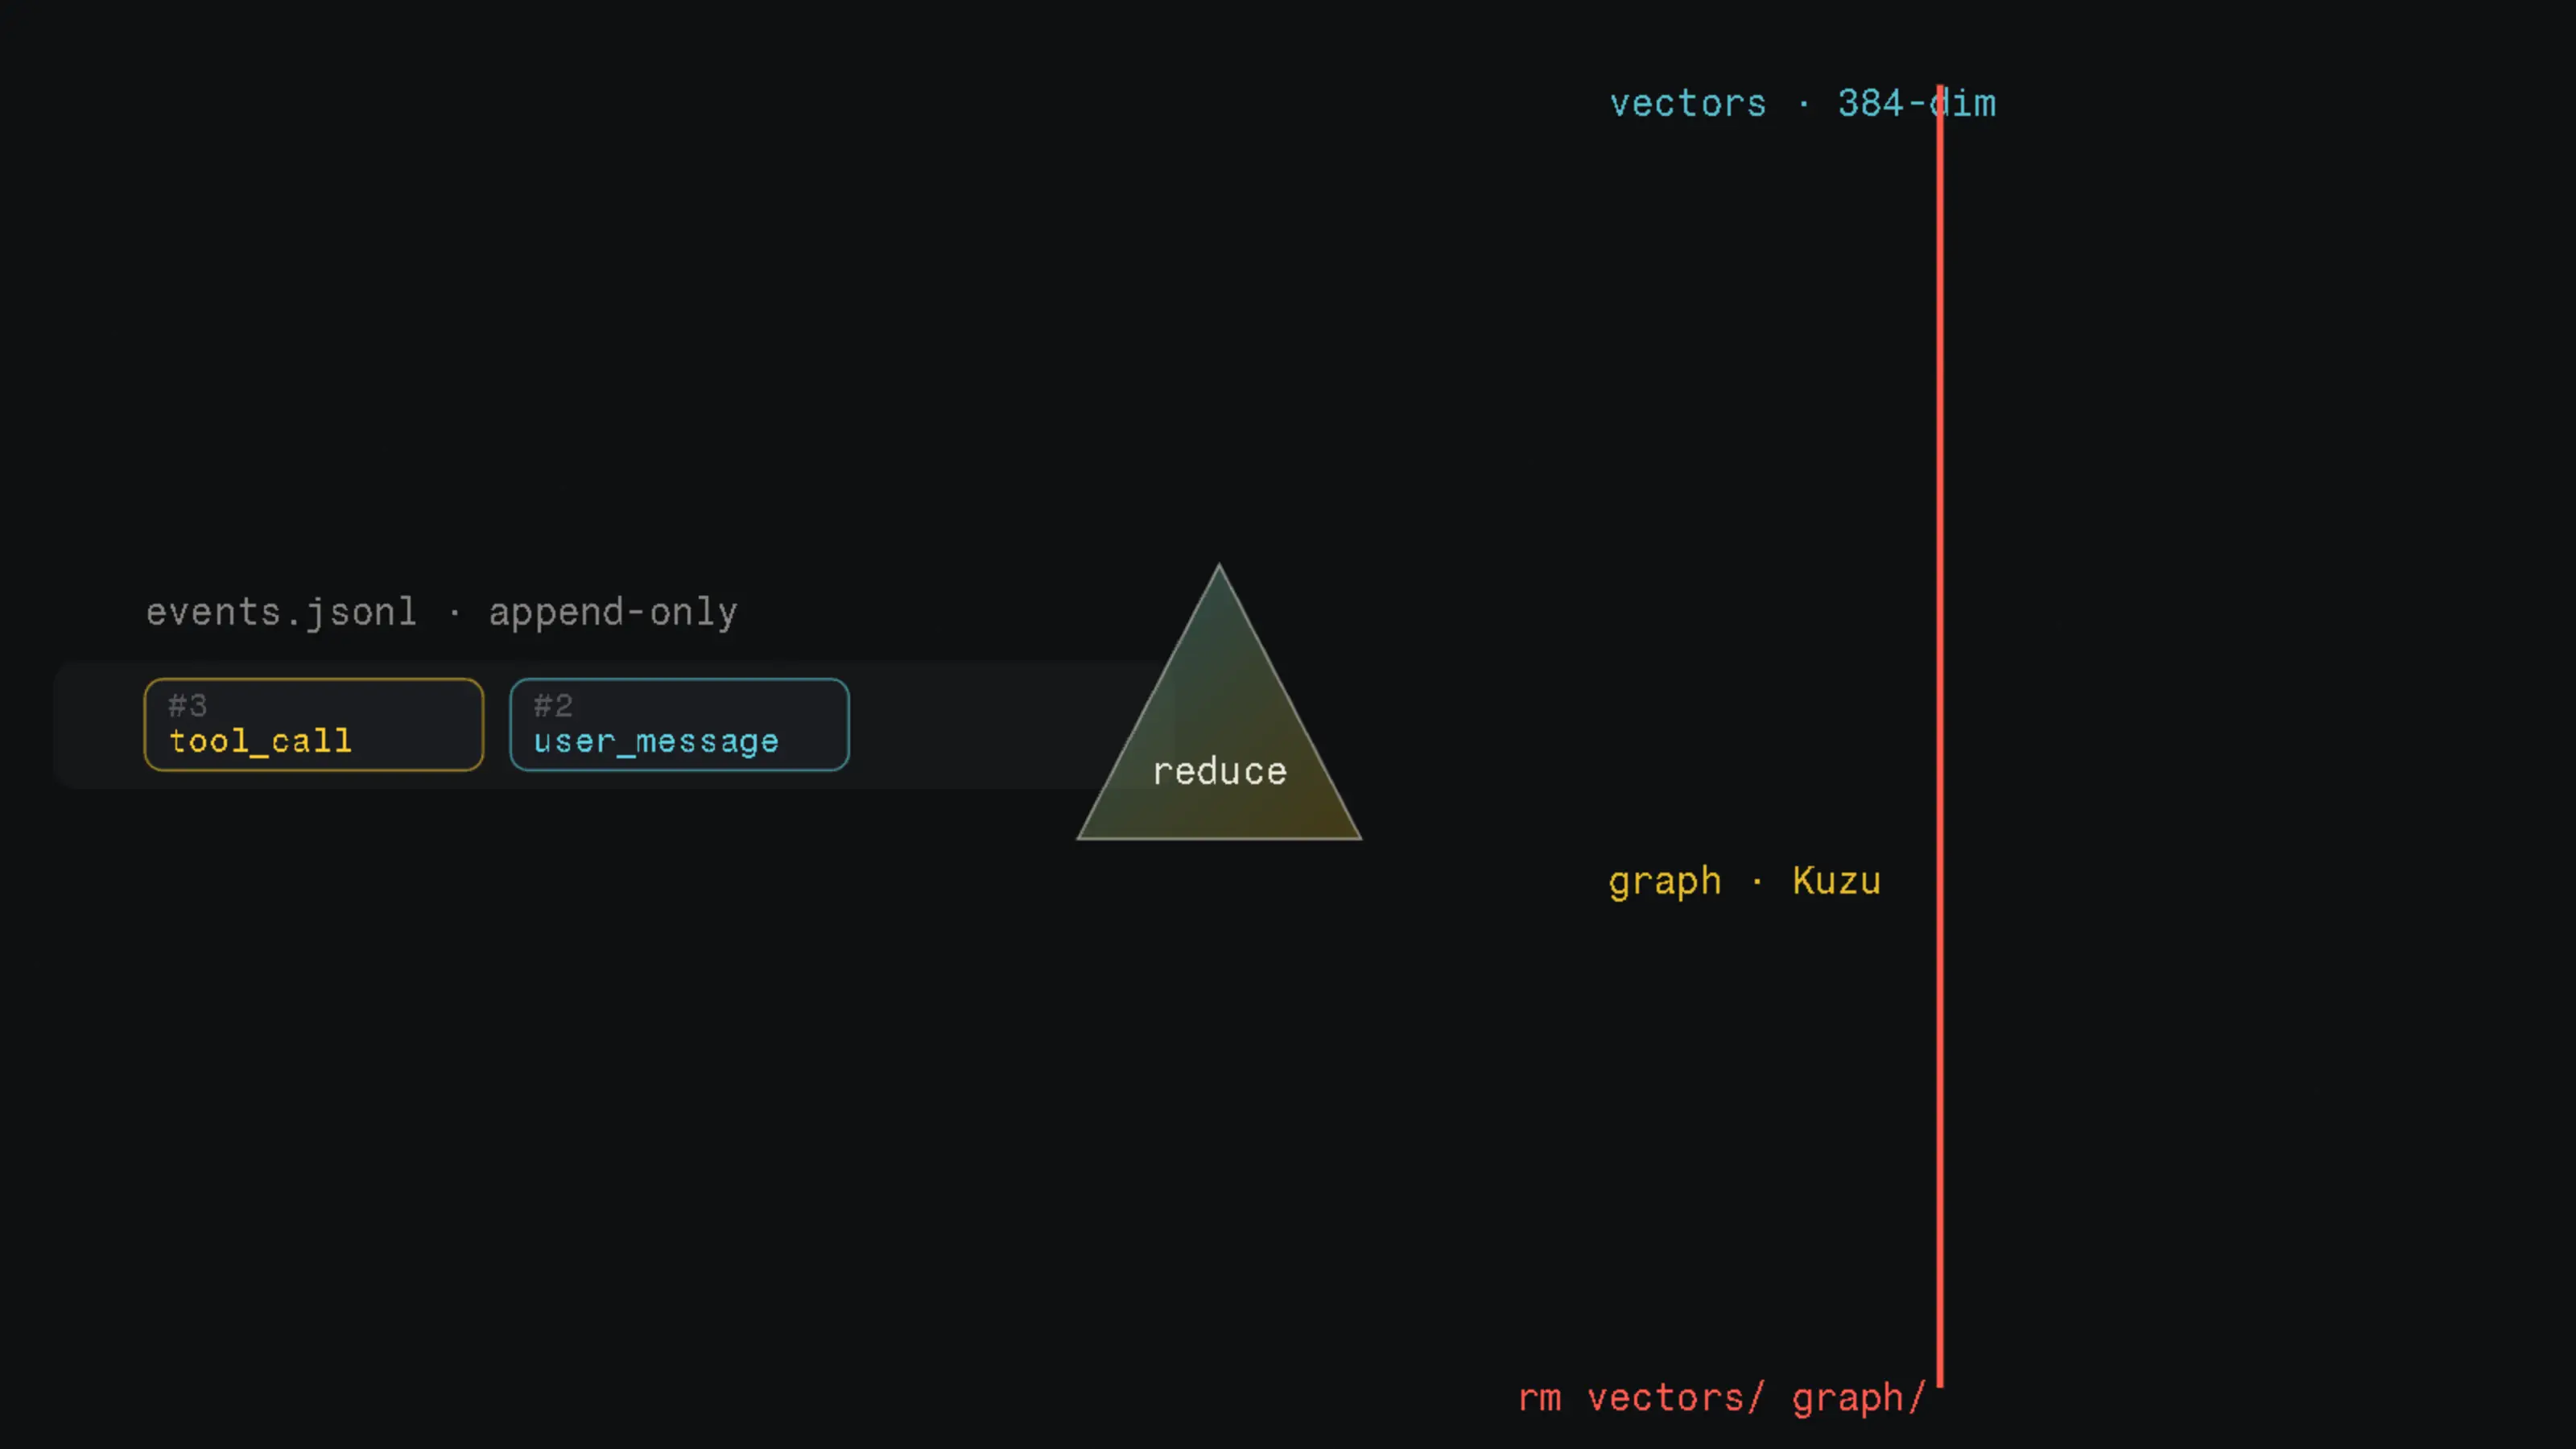 vectors · 384-dim
events.jsonl · append-only
#3
tool_call
#2
user_message
reduce
graph · Kuzu
rm vectors/ graph/